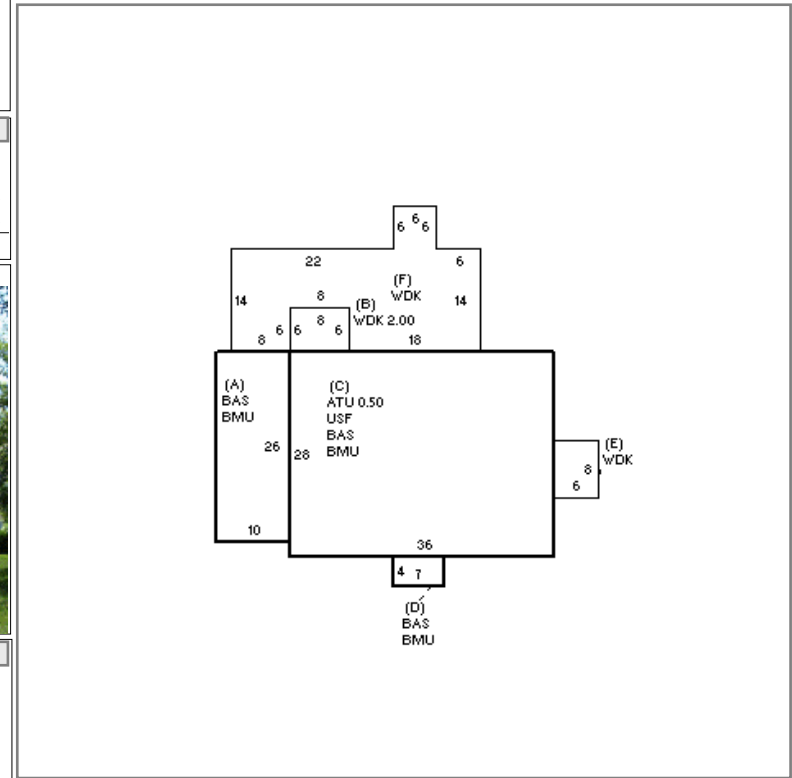 6
6 6
22
6
(F)
WDK
14
8
14
(B)
WDK 2.00
8
6 6
6
8
18
(A)
BAS
BMU
(C)
ATU 0.50
USF
BAS
BMU
26
28
(E)
WDK
8
6
10
36
4 7
(D)
BAS
BMU